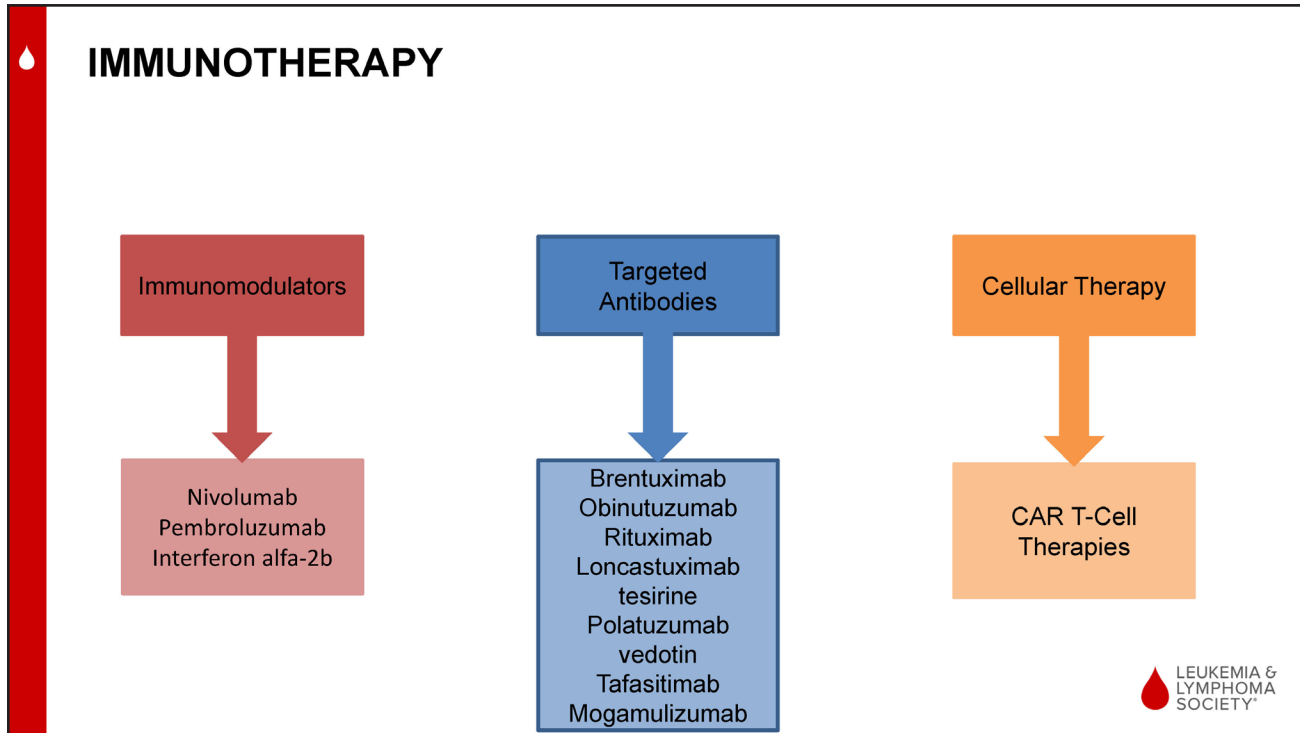 IMMUNOTHERAPY
Immunomodulators
Nivolumab
Pembroluzumab
Interferon alfa-2b
Targeted
Antibodies
Brentuximab
Obinutuzumab
Rituximab
Loncastuximab
tesirine
Polatuzumab
vedotin
Tafasitimab
Mogamulizumab
Cellular Therapy
CAR T-Cell
Therapies
LEUKEMIA &
LYMPHOMA
SOCIETY®